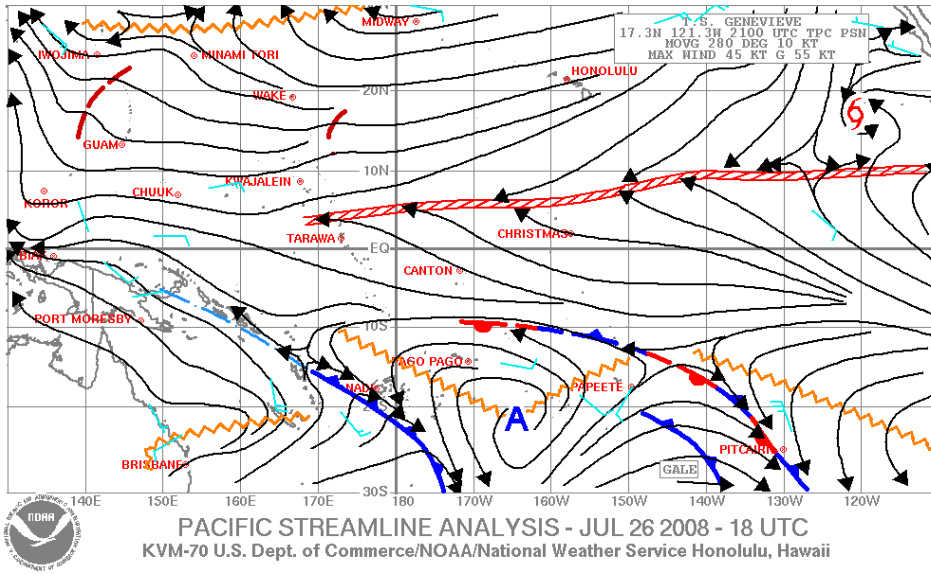 MIDWAY
T.S. GENEVIEVE
17.3N 121.3W 2100 UTC TPC PSN
MOVG 280 DEG 10 KT
MAX WIND 45 KT G 55 KT
IWOJIMA
MINAMI TORI
HONOLULU
WAKE
20N
GUAM
10N
KWAJALEIN
KOROR
CHUUK
TARAWA
CHRISTMAS
EQ
BIAK
CANTON
PORT MORESBY
10S
PAGO PAGO
NADI
PAPEETE
20S
A
PITCAIRN
BRISBANE
GALE
30S
140E
150E
160E
170E
180
170W
160W
150W
140W
130W
120W
NOAA
PACIFIC STREAMLINE ANALYSIS - JUL 26 2008 - 18 UTC
KVM-70 U.S. Dept. of Commerce/NOAA/National Weather Service Honolulu, Hawaii